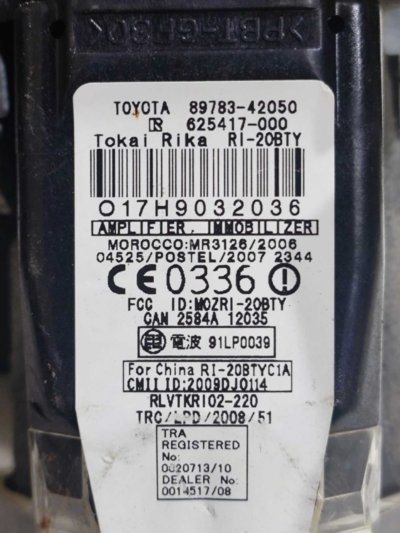 >PBT-GF30<
TOYOTA 89783-42050
625417-000
Tokai Rika RI-20BTY
O17H9032036
AMPLIFIER, IMMOBILIZER
MOROCCO:MR3126/2006
04525/POSTEL/2007 2344
CE0336
FCC ID:MOZRI-20BTY
CAN 2584A 12035
電波 91LP0039
For China RI-20BTYC1A
CMII ID:2009DJ0114
RLVTKRI02-220
TRC/LPD/2008/51
TRA
REGISTERED
No:
0020713/10
DEALER No:
0014517/08